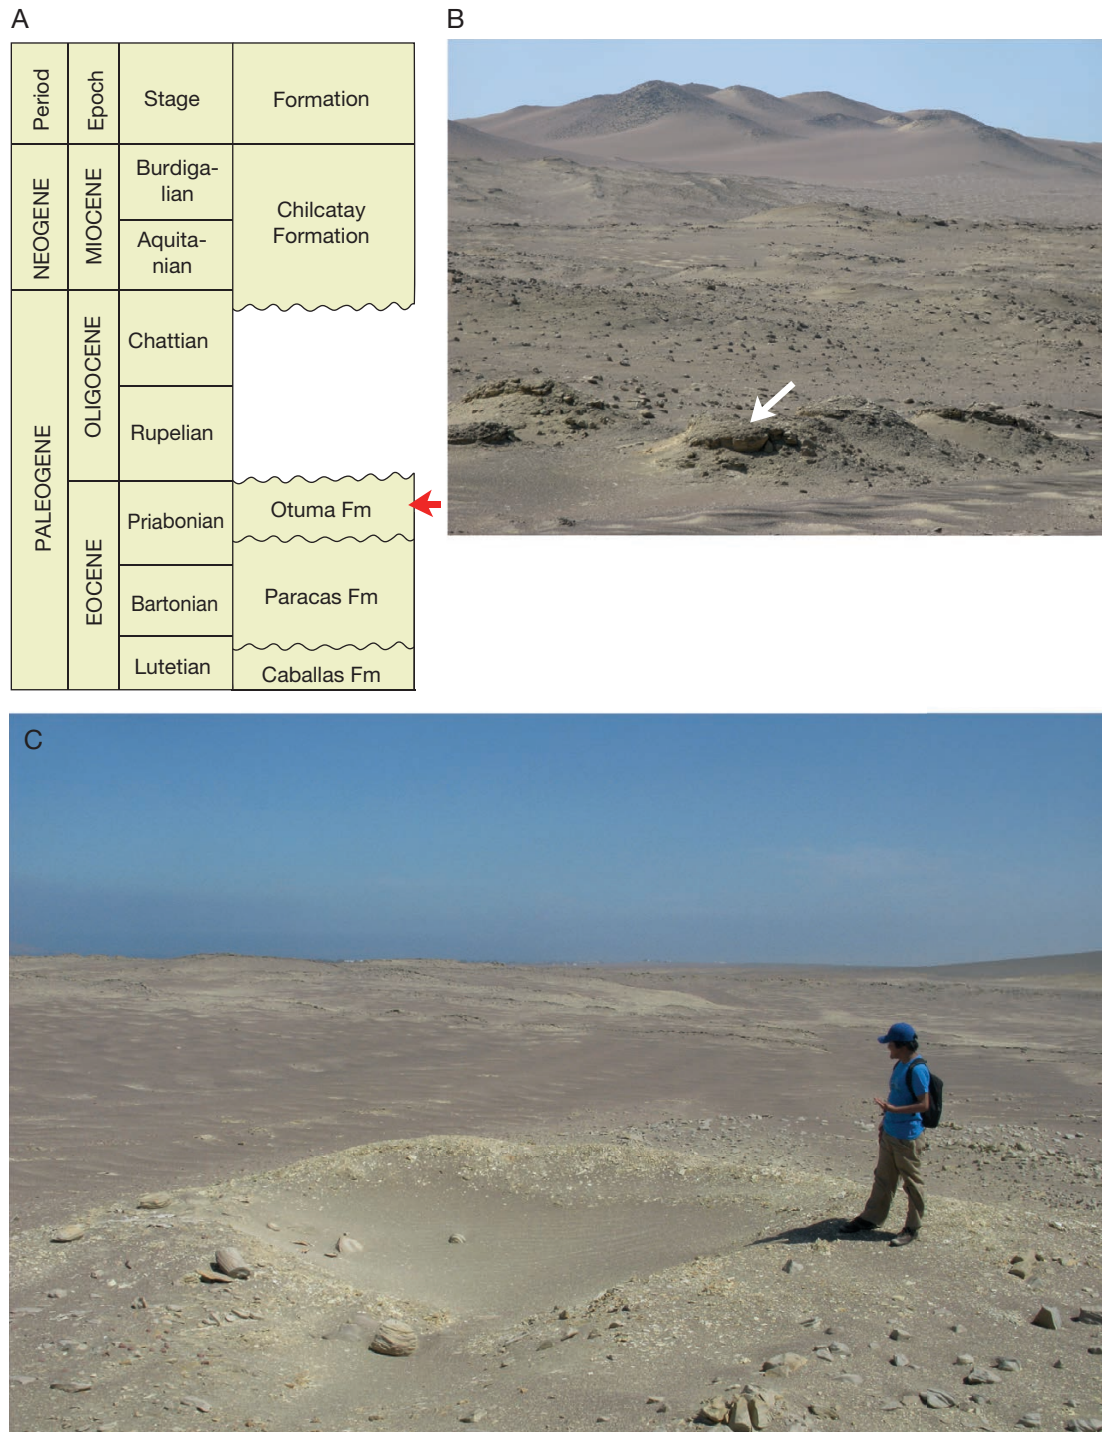 A
B
Period
Epoch
Stage
Formation
NEOGENE
MIOCENE
Burdiga-
lian
Aquita-
nian
Chilcatay
Formation
PALEOGENE
OLIGOCENE
Chattian
Rupelian
EOCENE
Priabonian
Otuma Fm
Bartonian
Paracas Fm
Lutetian
Caballas Fm
C